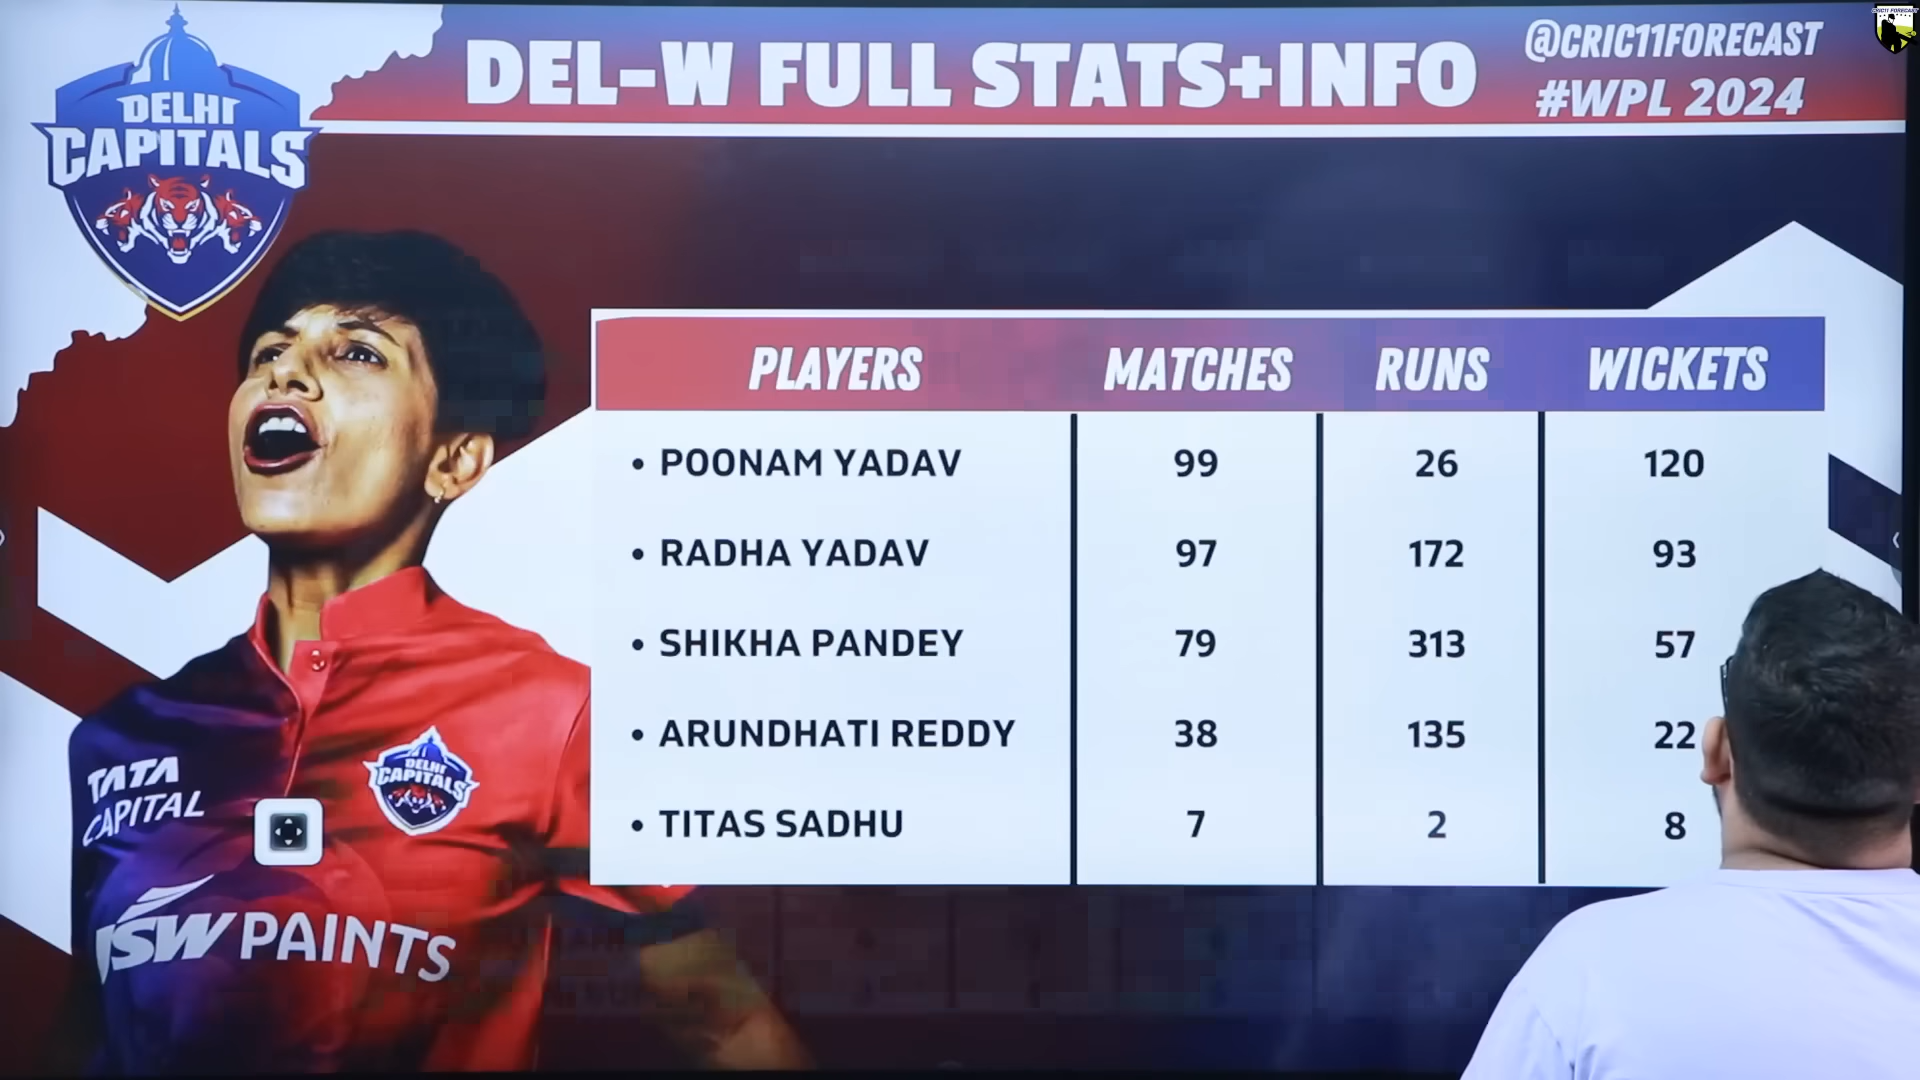 DELHI
CAPITALS
DEL-W FULL STATS+INFO
@CRIC11FORECAST
#WPL 2024
CRIC11 FORECAST
PLAYERS MATCHES RUNS WICKETS
• POONAM YADAV 99 26 120
• RADHA YADAV 97 172 93
• SHIKHA PANDEY 79 313 57
• ARUNDHATI REDDY 38 135 22
• TITAS SADHU 7 2 8
TATA
CAPITAL
DELHI
CAPITALS
JSW PAINTS